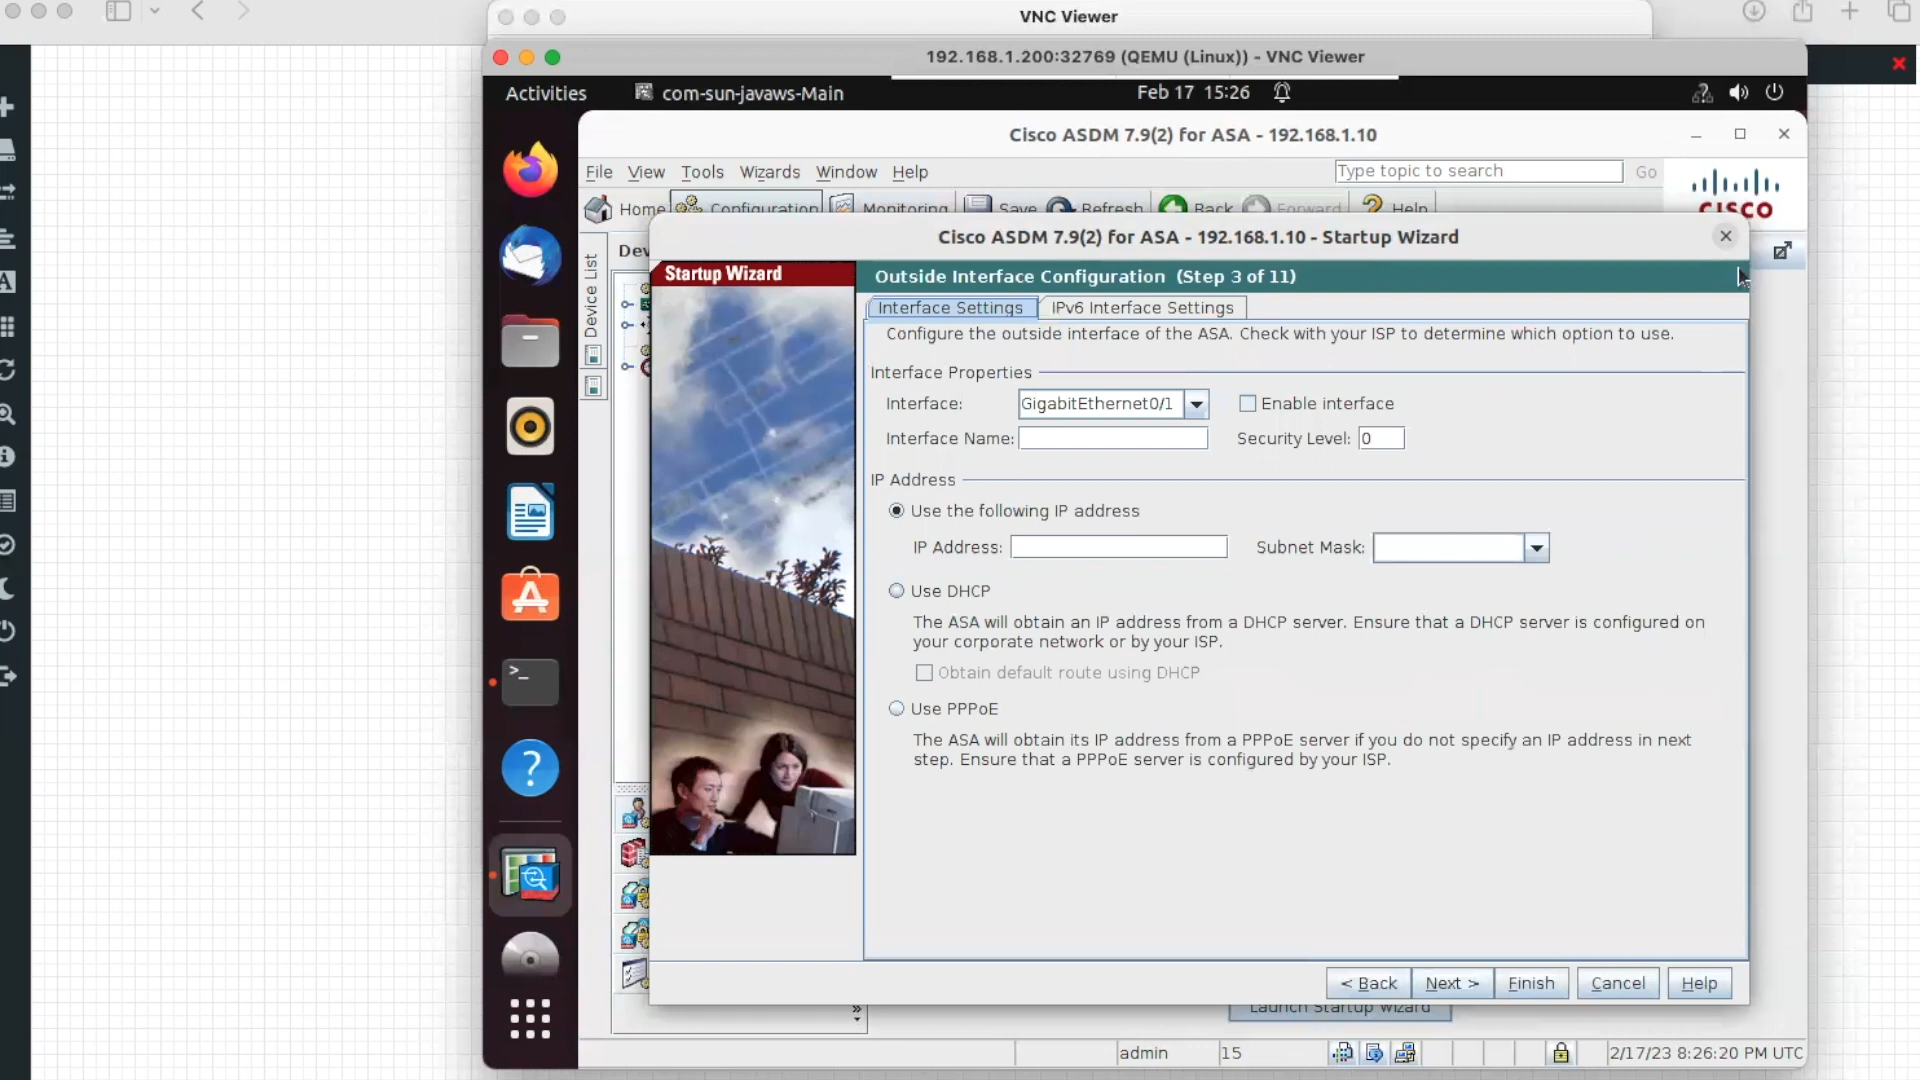 VNC Viewer
192.168.1.200:32769 (QEMU (Linux)) - VNC Viewer
Activities
com-sun-javaws-Main
Feb 17 15:26
Cisco ASDM 7.9(2) for ASA - 192.168.1.10
File View Tools Wizards Window Help
Type topic to search
Go
CISCO
Home
Configuration
Monitoring
Save
Refresh
Back
Forward
Help
Device List
Dev
Cisco ASDM 7.9(2) for ASA - 192.168.1.10 - Startup Wizard
Startup Wizard
Outside Interface Configuration (Step 3 of 11)
Interface Settings
IPv6 Interface Settings
Configure the outside interface of the ASA. Check with your ISP to determine which option to use.
Interface Properties
Interface: GigabitEthernet0/1 Enable interface
Interface Name: Security Level: 0
IP Address
Use the following IP address
IP Address: Subnet Mask:
Use DHCP
The ASA will obtain an IP address from a DHCP server. Ensure that a DHCP server is configured on
your corporate network or by your ISP.
Obtain default route using DHCP
Use PPPoE
The ASA will obtain its IP address from a PPPoE server if you do not specify an IP address in next
step. Ensure that a PPPoE server is configured by your ISP.
< Back
Next >
Finish
Cancel
Help
Launch Startup Wizard
admin
15
2/17/23 8:26:20 PM UTC